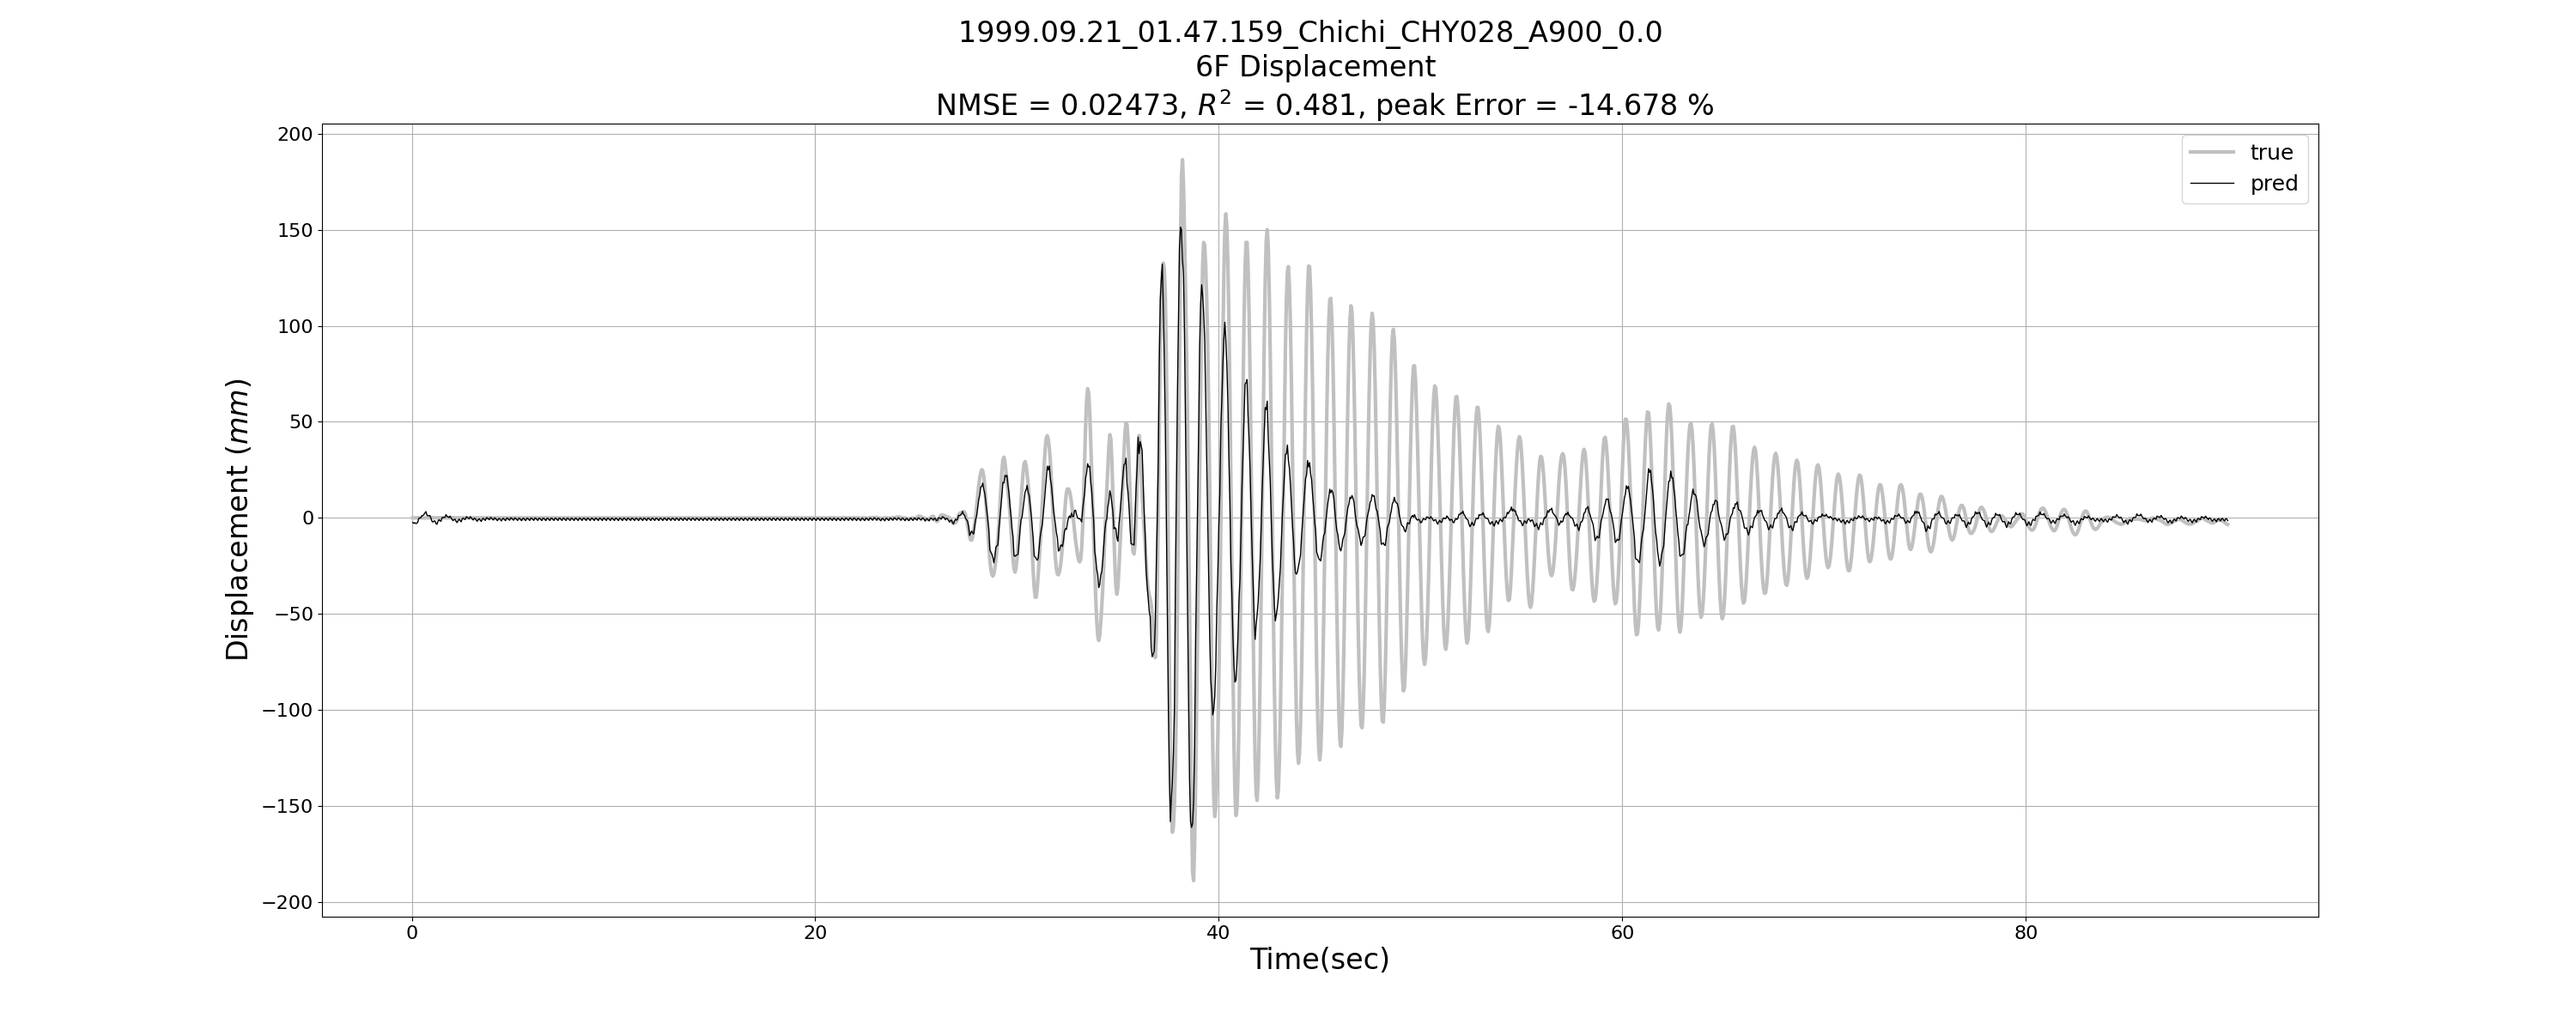 1999.09.21_01.47.159_Chichi_CHY028_A900_0.0
6F Displacement
NMSE = 0.02473, R² = 0.481, peak Error = -14.678 %
200
150
100
50
0
−50
−100
−150
−200
Displacement (mm)
true
pred
0
20
40
60
80
Time(sec)